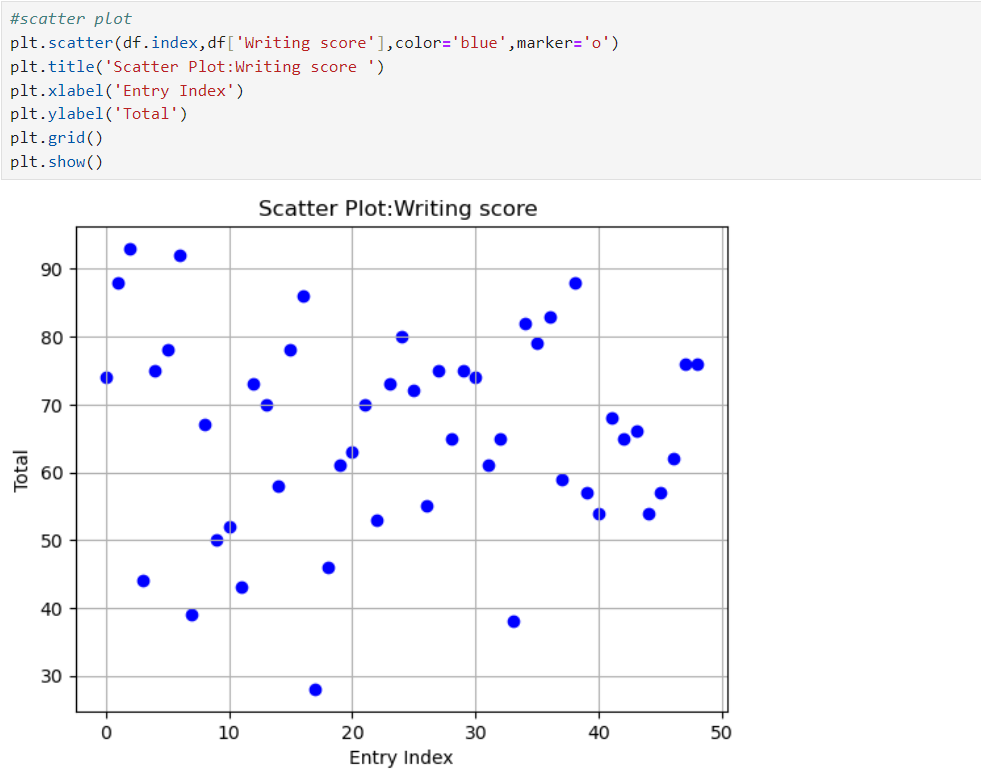 #scatter plot
plt.scatter(df.index,df['Writing score'],color='blue',marker='o')
plt.title('Scatter Plot:Writing score ')
plt.xlabel('Entry Index')
plt.ylabel('Total')
plt.grid()
plt.show()
Scatter Plot:Writing score
90
80
70
60
50
40
30
Total
0 10 20 30 40 50
Entry Index